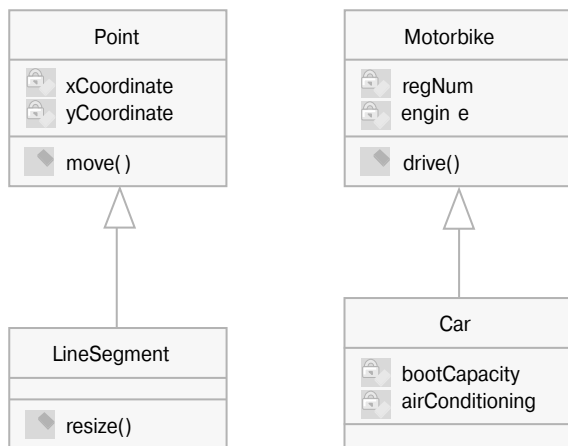 Point
xCoordinate
yCoordinate
move( )
LineSegment
resize()
Motorbike
regNum
engin e
drive()
Car
bootCapacity
airConditioning